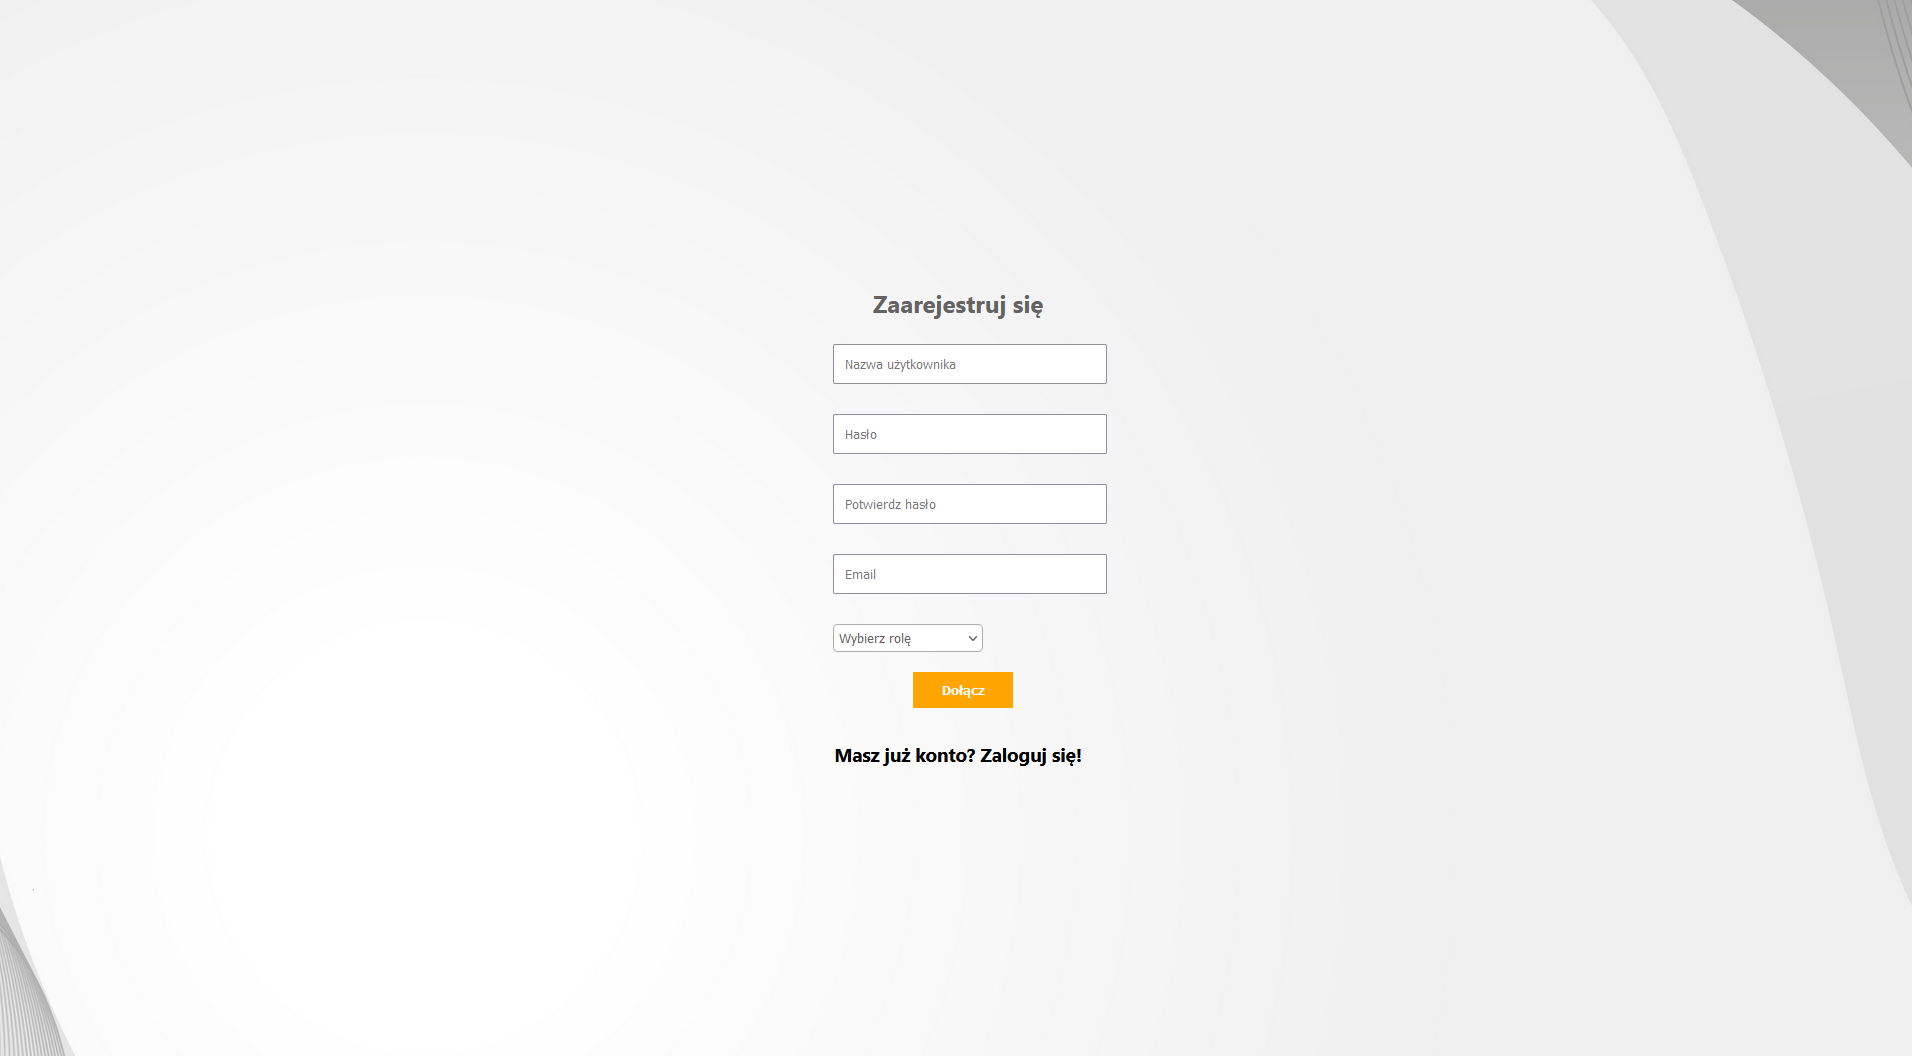 Zaarejestruj się
Nazwa użytkownika
Hasło
Potwierdz hasło
Email
Wybierz rolę
Dołącz
Masz już konto? Zaloguj się!